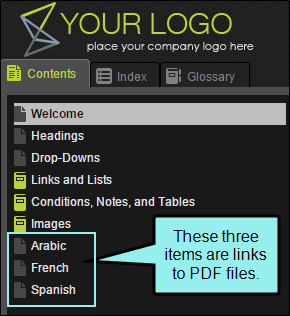 YOUR LOGO
place your company logo here
Contents
Index
Glossary
Welcome
Headings
Drop-Downs
Links and Lists
Conditions, Notes, and Tables
Images
Arabic
French
Spanish
These three
items are links
to PDF files.